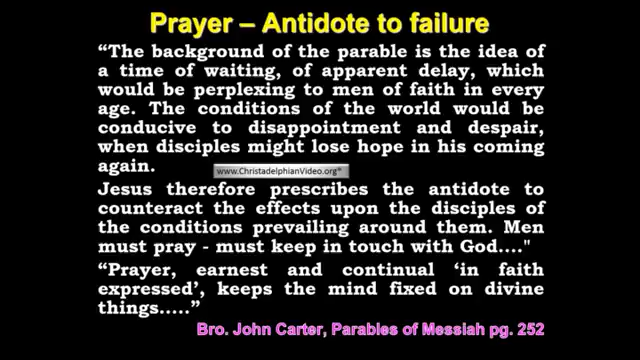 Prayer – Antidote to failure
“The background of the parable is the idea of
a time of waiting, of apparent delay, which
would be perplexing to men of faith in every
age. The conditions of the world would be
conducive to disappointment and despair,
when disciples might lose hope in his coming
again.
www.ChristadelphianVideo.org®
Jesus therefore prescribes the antidote to
counteract the effects upon the disciples of
the conditions prevailing around them. Men
must pray - must keep in touch with God...."
“Prayer, earnest and continual ‘in faith
expressed’, keeps the mind fixed on divine
things.....”
Bro. John Carter, Parables of Messiah pg. 252